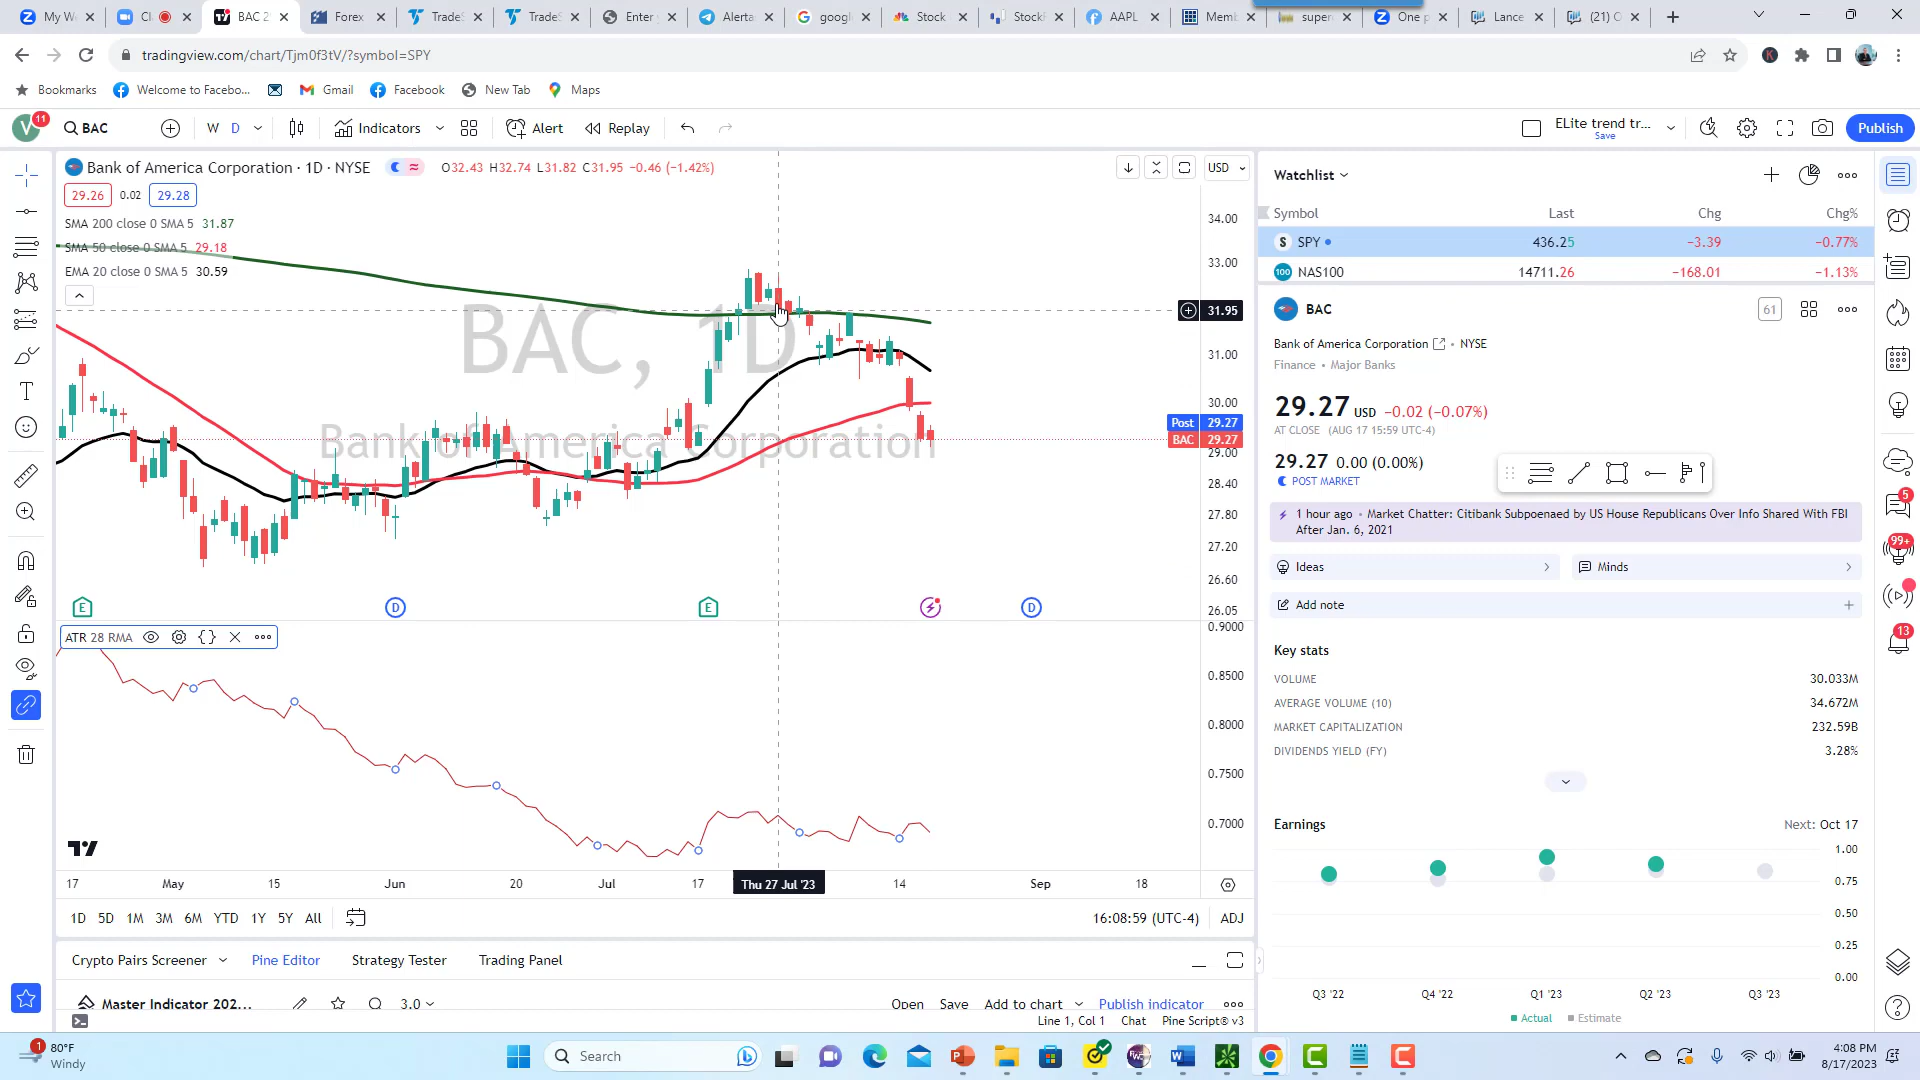 My W
Cl
BAC 2
Forex
TradeS
TradeS
Enter
Alerta
googl
Stock
StockF
AAPL
Memb
super
One p
Lance
(21) C
tradingview.com/chart/Tjm0f3tV/?symbol=SPY
K
Bookmarks
Welcome to Facebo...
Gmail
Facebook
New Tab
Maps
V
11
BAC
W
D
Indicators
Alert
Replay
ELite trend tr...
Save
Publish
Bank of America Corporation · 1D · NYSE
O32.43 H32.74 L31.82 C31.95 −0.46 (−1.42%)
USD
29.26
0.02
29.28
SMA 200 close 0 SMA 5 31.87
SMA 50 close 0 SMA 5 29.18
EMA 20 close 0 SMA 5 30.59
BAC, 1D
Bank of America Corporation
34.00
33.00
31.95
31.00
30.00
Post 29.27
BAC 29.27
29.00
28.40
27.80
27.20
26.60
26.05
E
D
E
D
ATR 28 RMA
0.9000
0.8500
0.8000
0.7500
0.7000
17
May
15
Jun
20
Jul
17
Thu 27 Jul '23
14
Sep
18
1D
5D
1M
3M
6M
YTD
1Y
5Y
All
16:08:59 (UTC-4)
ADJ
Crypto Pairs Screener
Pine Editor
Strategy Tester
Trading Panel
Master Indicator 202...
3.0
Open
Save
Add to chart
Publish indicator
Line 1, Col 1
Chat
Pine Script® v3
Watchlist
Symbol
Last
Chg
Chg%
S
SPY
436.25
−3.39
−0.77%
100
NAS100
14711.26
−168.01
−1.13%
BAC
61
Bank of America Corporation
NYSE
Finance • Major Banks
29.27 USD −0.02 (−0.07%)
AT CLOSE (AUG 17 15:59 UTC-4)
29.27 0.00 (0.00%)
POST MARKET
1 hour ago • Market Chatter: Citibank Subpoenaed by US House Republicans Over Info Shared With FBI
After Jan. 6, 2021
Ideas
Minds
Add note
Key stats
VOLUME
30.033M
AVERAGE VOLUME (10)
34.672M
MARKET CAPITALIZATION
232.59B
DIVIDENDS YIELD (FY)
3.28%
Earnings
Next: Oct 17
1.00
0.75
0.50
0.25
0.00
Q3 '22
Q4 '22
Q1 '23
Q2 '23
Q3 '23
Actual
Estimate
5
99+
13
1
80°F
Windy
Search
4:08 PM
8/17/2023